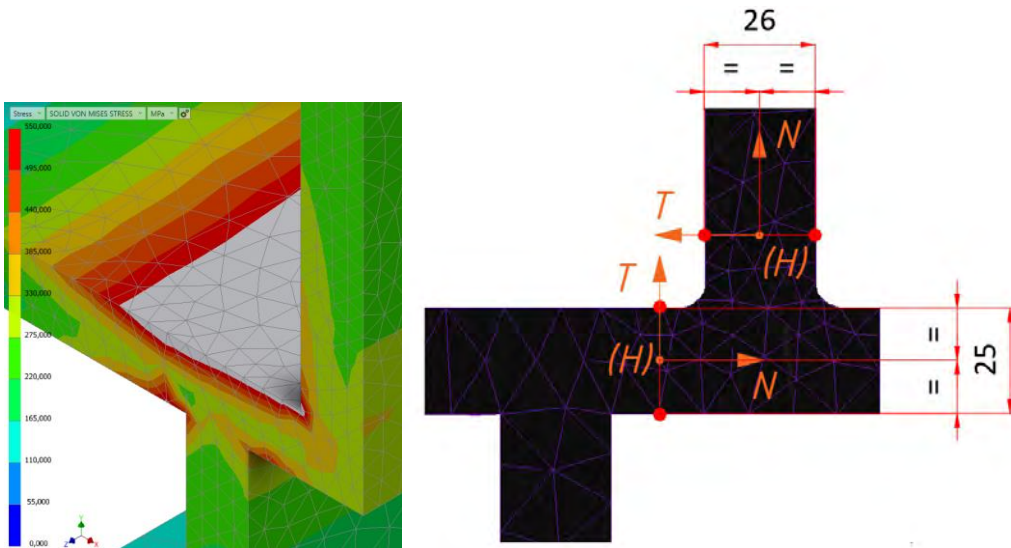 Stress SOLID VON MISES STRESS MPa
550,000
495,000
440,000
385,000
330,000
275,000
220,000
165,000
110,000
55,000
0,000
Y
Z
X
26
= =
N
T
(H)
T
(H)
N
=
=
25